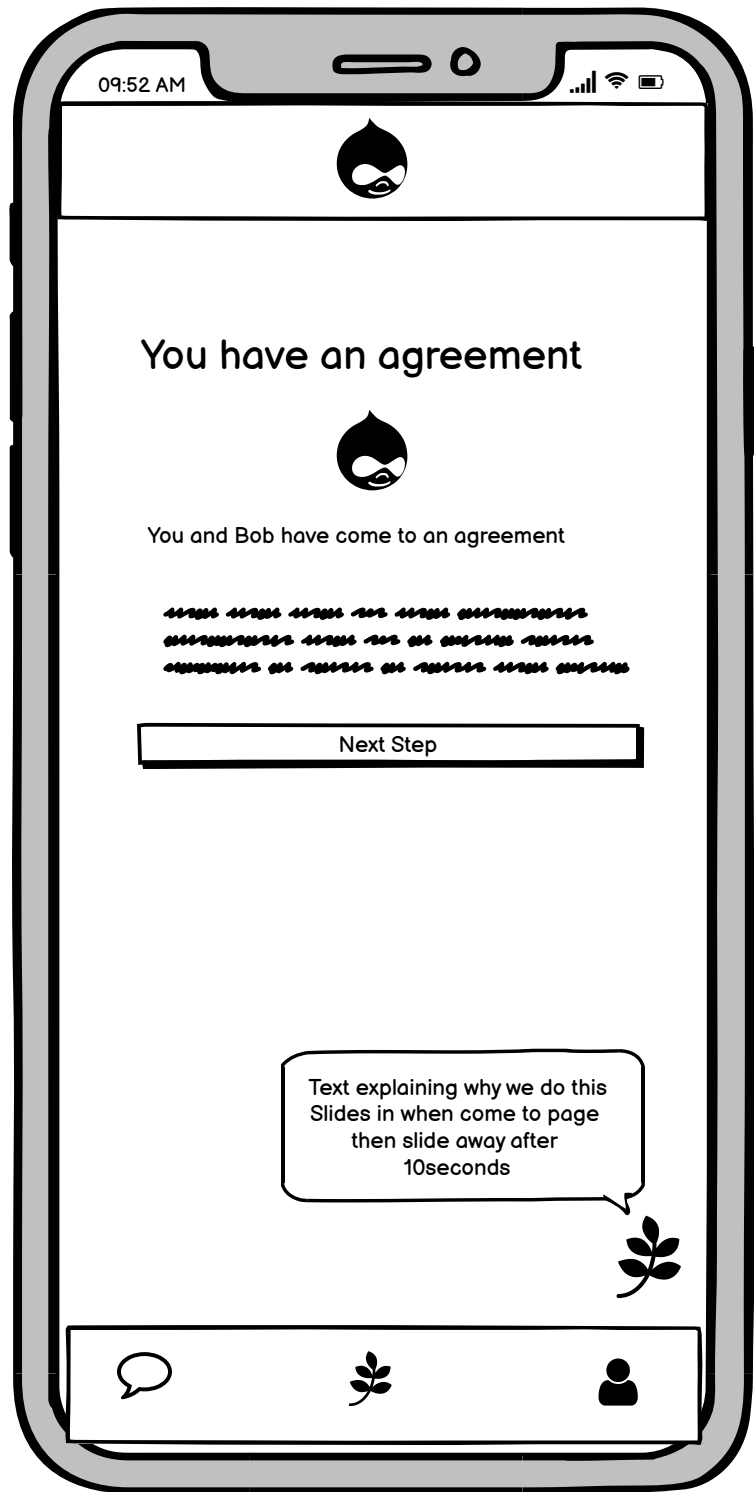 09:52 AM
You have an agreement
You and Bob have come to an agreement
Next Step
Text explaining why we do this
Slides in when come to page
then slide away after
10seconds